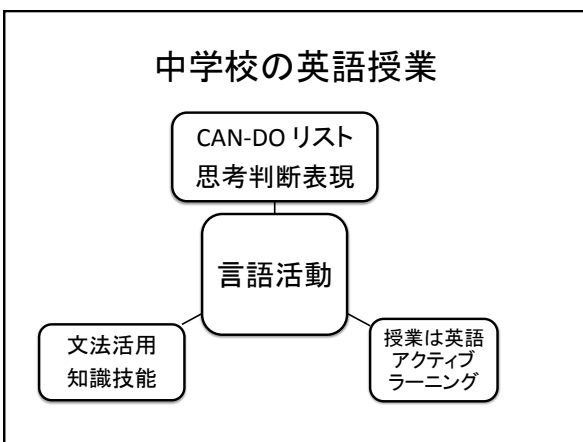 中学校の英語授業
CAN-DO リスト
思考判断表現
言語活動
文法活用
知識技能
授業は英語
アクティブ
ラーニング